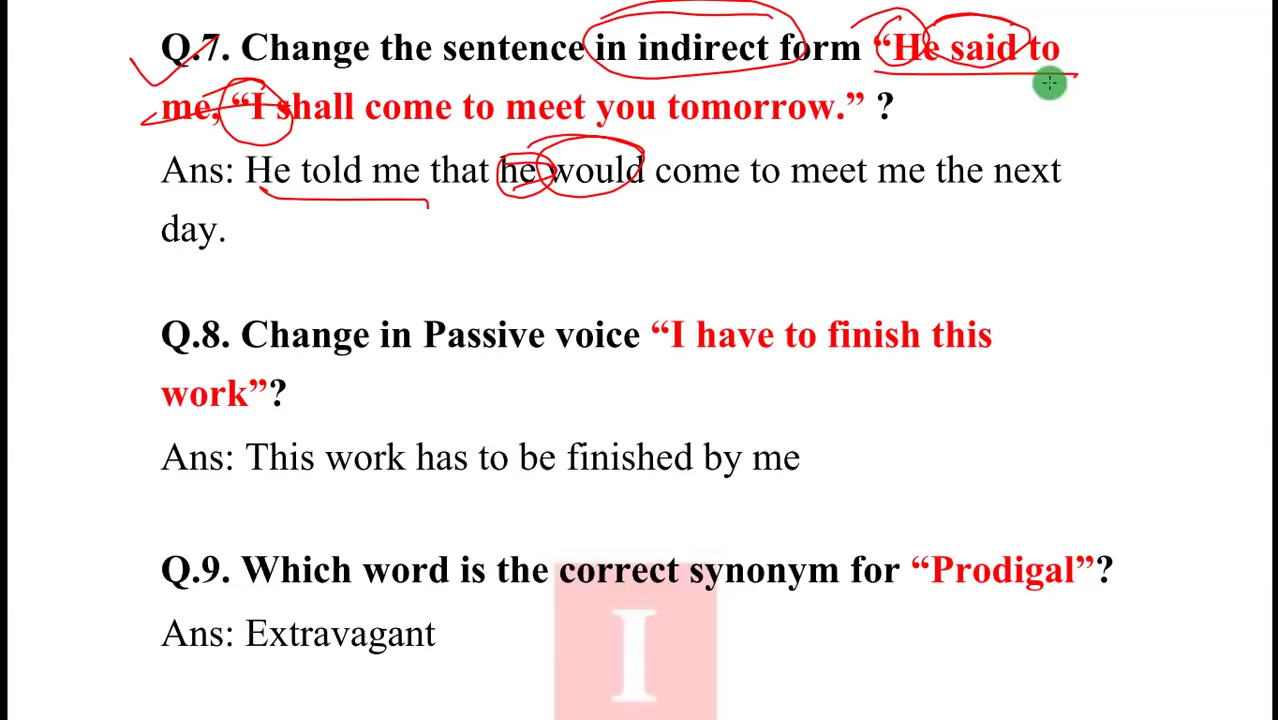 Q.7. Change the sentence in indirect form “He said to
me, “I shall come to meet you tomorrow.” ?
Ans: He told me that he would come to meet me the next
day.
Q.8. Change in Passive voice “I have to finish this
work”?
Ans: This work has to be finished by me
Q.9. Which word is the correct synonym for “Prodigal”?
Ans: Extravagant
I